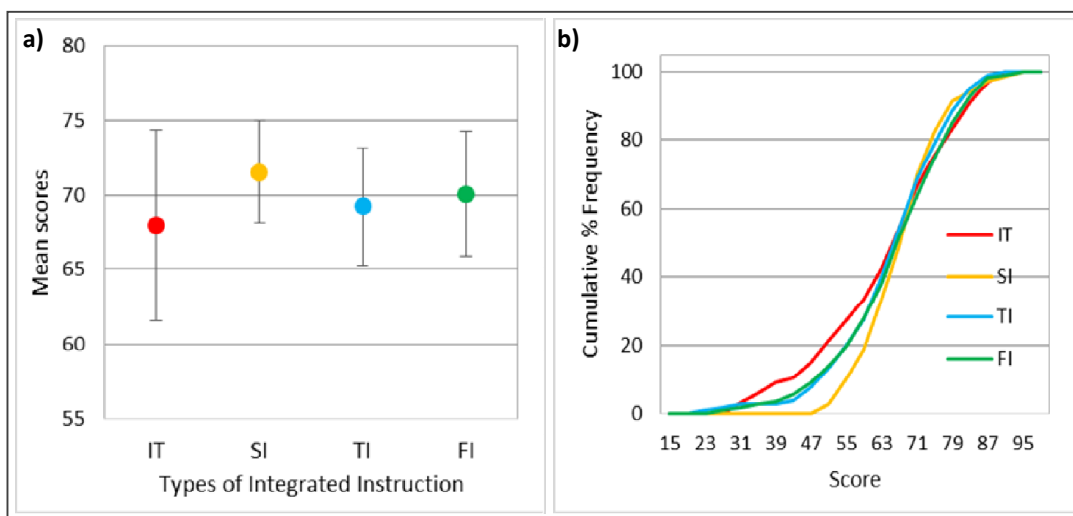 a)
80
75
70
65
60
55
Mean scores
IT SI TI FI
Types of Integrated Instruction
b)
100
80
60
40
20
0
Cumulative % Frequency
IT
SI
TI
FI
15 23 31 39 47 55 63 71 79 87 95
Score